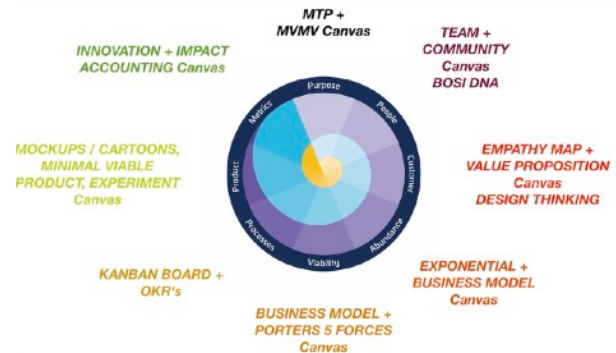 MTP +
MVMV Canvas
TEAM +
COMMUNITY
Canvas
BOSI DNA
EMPATHY MAP +
VALUE PROPOSITION
Canvas
DESIGN THINKING
EXPONENTIAL +
BUSINESS MODEL
Canvas
BUSINESS MODEL +
PORTERS 5 FORCES
Canvas
KANBAN BOARD +
OKR's
MOCKUPS / CARTOONS,
MINIMAL VIABLE
PRODUCT, EXPERIMENT
Canvas
INNOVATION + IMPACT
ACCOUNTING Canvas
Purpose
People
Customer
Abundance
Viability
Processes
Product
Metrics